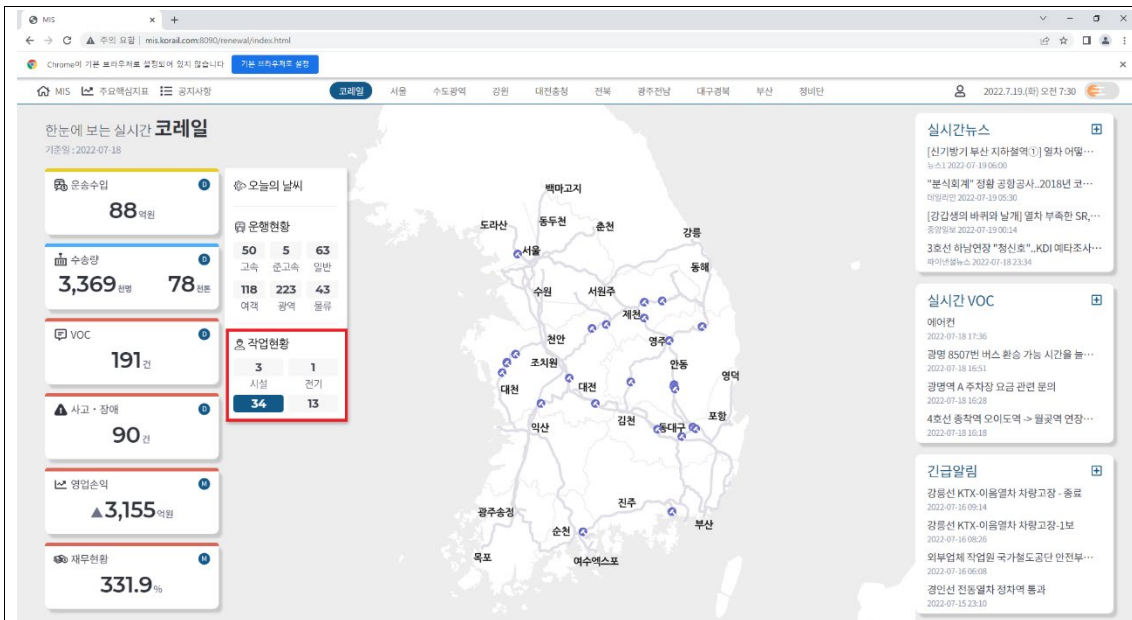 MIS
주의 요함 | mis.korail.com:8090/renewal/index.html
Chrome이 기본 브라우저로 설정되어 있지 않습니다 기본 브라우저로 설정
MIS 주요핵심지표 공지사항 코레일 서울 수도광역 강원 대전충청 전북 광주전남 대구경북 부산 정비단 2022.7.19.(화) 오전 7:30
한눈에 보는 실시간 코레일
기준일 : 2022-07-18
운송수입 D
88 억원
수송량 D
3,369 천명 78 천톤
VOC D
191 건
사고・장애 D
90 건
영업손익 M
▲3,155 억원
재무현황 M
331.9 %
오늘의 날씨
운행현황
50 5 63
고속 준고속 일반
118 223 43
여객 광역 물류
작업현황
3 1
시설 전기
34 13
백마고지
도라산 동두천 춘천 강릉
서울
동해
수원 서원주
제천
천안 영주
조치원 안동
대천 대전 영덕
김천 동대구 포항
익산
진주
광주송정 부산
순천
목포 여수엑스포
실시간뉴스
[신기방기 부산 지하철역①] 열차 어떻…
뉴스1 2022-07-19 06:00
"분식회계" 정황 공항공사..2018년 코…
데일리안 2022-07-19 05:30
[강갑생의 바퀴와 날개] 열차 부족한 SR,…
중앙일보 2022-07-19 00:14
3호선 하남연장 "청신호"..KDI 예타조사…
파이낸셜뉴스 2022-07-18 23:34
실시간 VOC
에어컨
2022-07-18 17:36
광명 8507번 버스 환승 가능 시간을 늘…
2022-07-18 16:51
광명역 A 주차장 요금 관련 문의
2022-07-18 16:28
4호선 종착역 오이도역 -> 월곶역 연장…
2022-07-18 16:18
긴급알림
강릉선 KTX-이음열차 차량고장 - 종료
2022-07-16 09:14
강릉선 KTX-이음열차 차량고장-1보
2022-07-16 08:26
외부업체 작업원 국가철도공단 안전부…
2022-07-16 06:08
경인선 전동열차 정차역 통과
2022-07-15 23:10